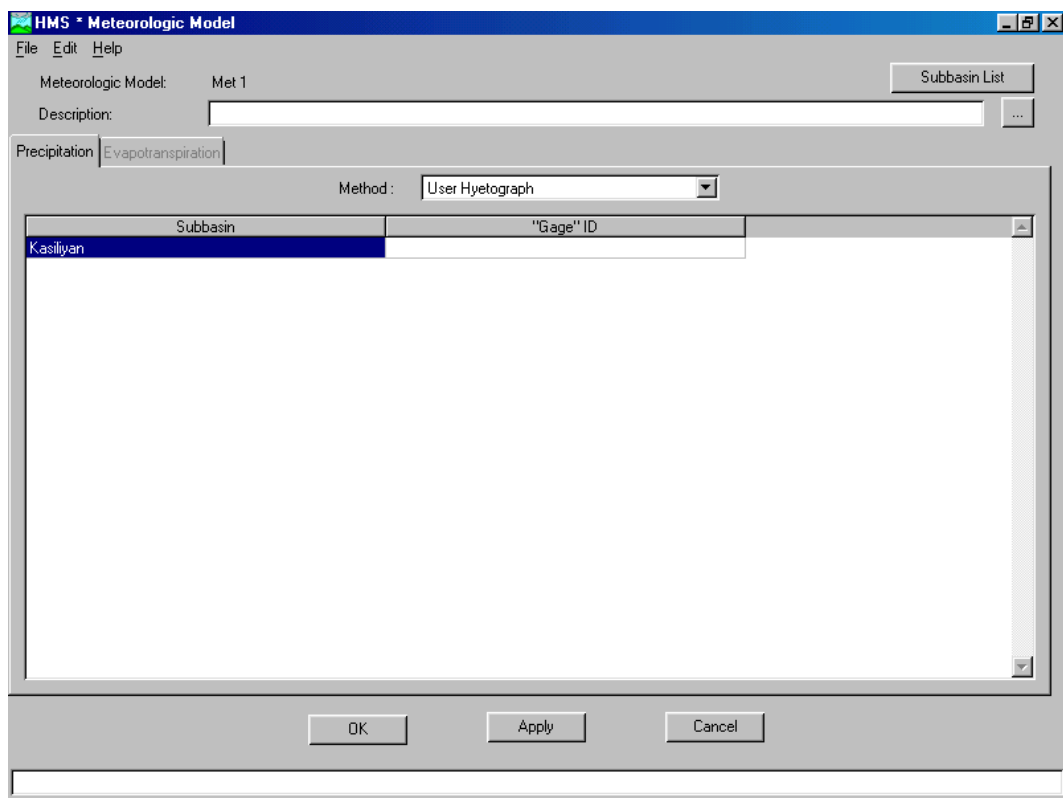 HMS * Meteorologic Model
File Edit Help
Meteorologic Model: Met 1 Subbasin List
Description: ...
Precipitation Evapotranspiration
Method : User Hyetograph
Subbasin "Gage" ID
Kasiliyan
OK Apply Cancel